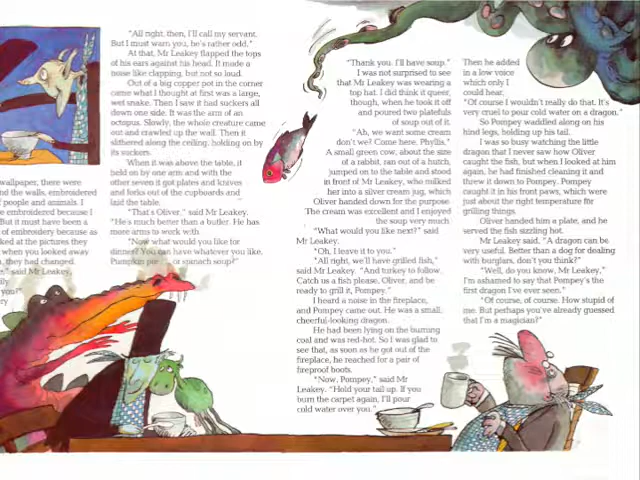 wallpaper, there were
and the walls, embroidered
people and animals. I
e embroidered because I
But it must have been a
of embroidery because as
ked at the pictures they
when you looked away
, they had changed.
said Mr Leakey,
you?"
"All right, then, I'll call my servant.
But I must warn you, he's rather odd."
At that, Mr Leakey flapped the tops
of his ears against his head. It made a
noise like clapping, but not so loud.
Out of a big copper pot in the corner
came what I thought at first was a large,
wet snake. Then I saw it had suckers all
down one side. It was the arm of an
octopus. Slowly, the whole creature came
out and crawled up the wall. Then it
slithered along the ceiling, holding on by
its suckers.
When it was above the table, it
held on by one arm and with the
other seven it got plates and knives
and forks out of the cupboards and
laid the table.
"That's Oliver," said Mr Leakey.
"He's much better than a butler. He has
more arms to work with.
"Now what would you like for
dinner? You can have whatever you like.
Pumpkin or spinach soup?"
"Thank you. I'll have soup."
I was not surprised to see
that Mr Leakey was wearing a
top hat. I did think it queer,
though, when he took it off
and poured two platefuls
of soup out of it.
"Ah, we want some cream
don't we? Come here, Phyllis."
A small green cow, about the size
of a rabbit, ran out of a hutch,
jumped on to the table and stood
in front of Mr Leakey, who milked
her into a silver cream jug, which
Oliver handed down for the purpose.
The cream was excellent and I enjoyed
the soup very much.
"What would you like next?" said
Mr Leakey.
"Oh, I leave it to you."
"All right, we'll have grilled fish,"
said Mr Leakey. "And turkey to follow.
Catch us a fish please, Oliver, and be
ready to grill it, Pompey."
I heard a noise in the fireplace,
and Pompey came out. He was a small,
cheerful-looking dragon.
He had been lying on the burning
coal and was red-hot. So I was glad to
see that, as soon as he got out of the
fireplace, he reached for a pair of
fireproof boots.
"Now, Pompey," said Mr
Leakey. "Hold your tail up. If you
burn the carpet again, I'll pour
cold water over you."
Then he added
in a low voice
which only I
could hear,
"Of course I wouldn't really do that. It's
very cruel to pour cold water on a dragon."
So Pompey waddled along on his
hind legs, holding up his tail.
I was so busy watching the little
dragon that I never saw how Oliver
caught the fish, but when I looked at him
again, he had finished cleaning it and
threw it down to Pompey. Pompey
caught it in his front paws, which were
just about the right temperature for
grilling things.
Oliver handed him a plate, and he
served the fish sizzling hot.
Mr Leakey said, "A dragon can be
very useful. Better than a dog for dealing
with burglars, don't you think?"
"Well, do you know, Mr Leakey,"
I'm ashamed to say that Pompey's the
first dragon I've ever seen."
"Of course, of course. How stupid of
me. But perhaps you've already guessed
that I'm a magician?"